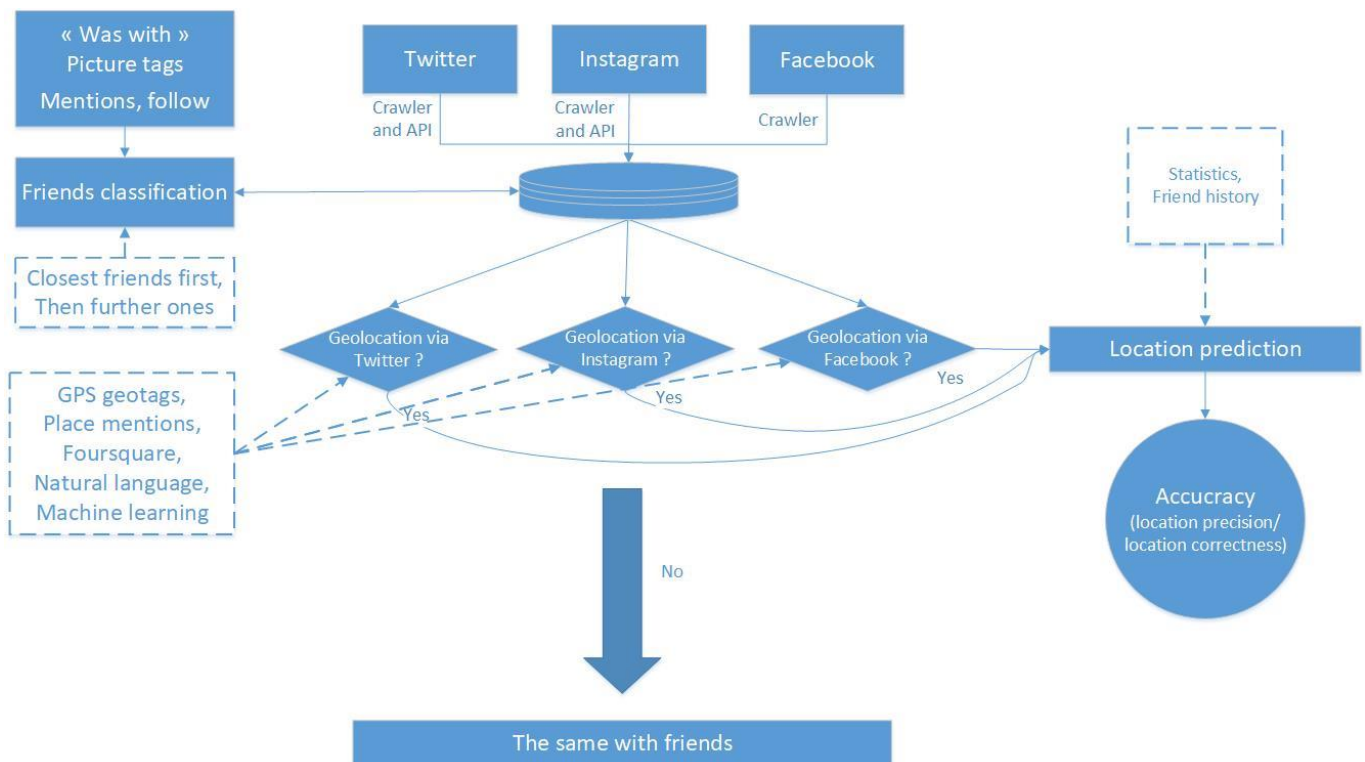 « Was with »
Picture tags
Mentions, follow
Twitter
Instagram
Facebook
Crawler
and API
Crawler
and API
Crawler
Friends classification
Statistics,
Friend history
Closest friends first,
Then further ones
Geolocation via
Twitter ?
Geolocation via
Instagram ?
Geolocation via
Facebook ?
Location prediction
Yes
Yes
Yes
GPS geotags,
Place mentions,
Foursquare,
Natural language,
Machine learning
Accucracy
(location precision/
location correctness)
No
The same with friends